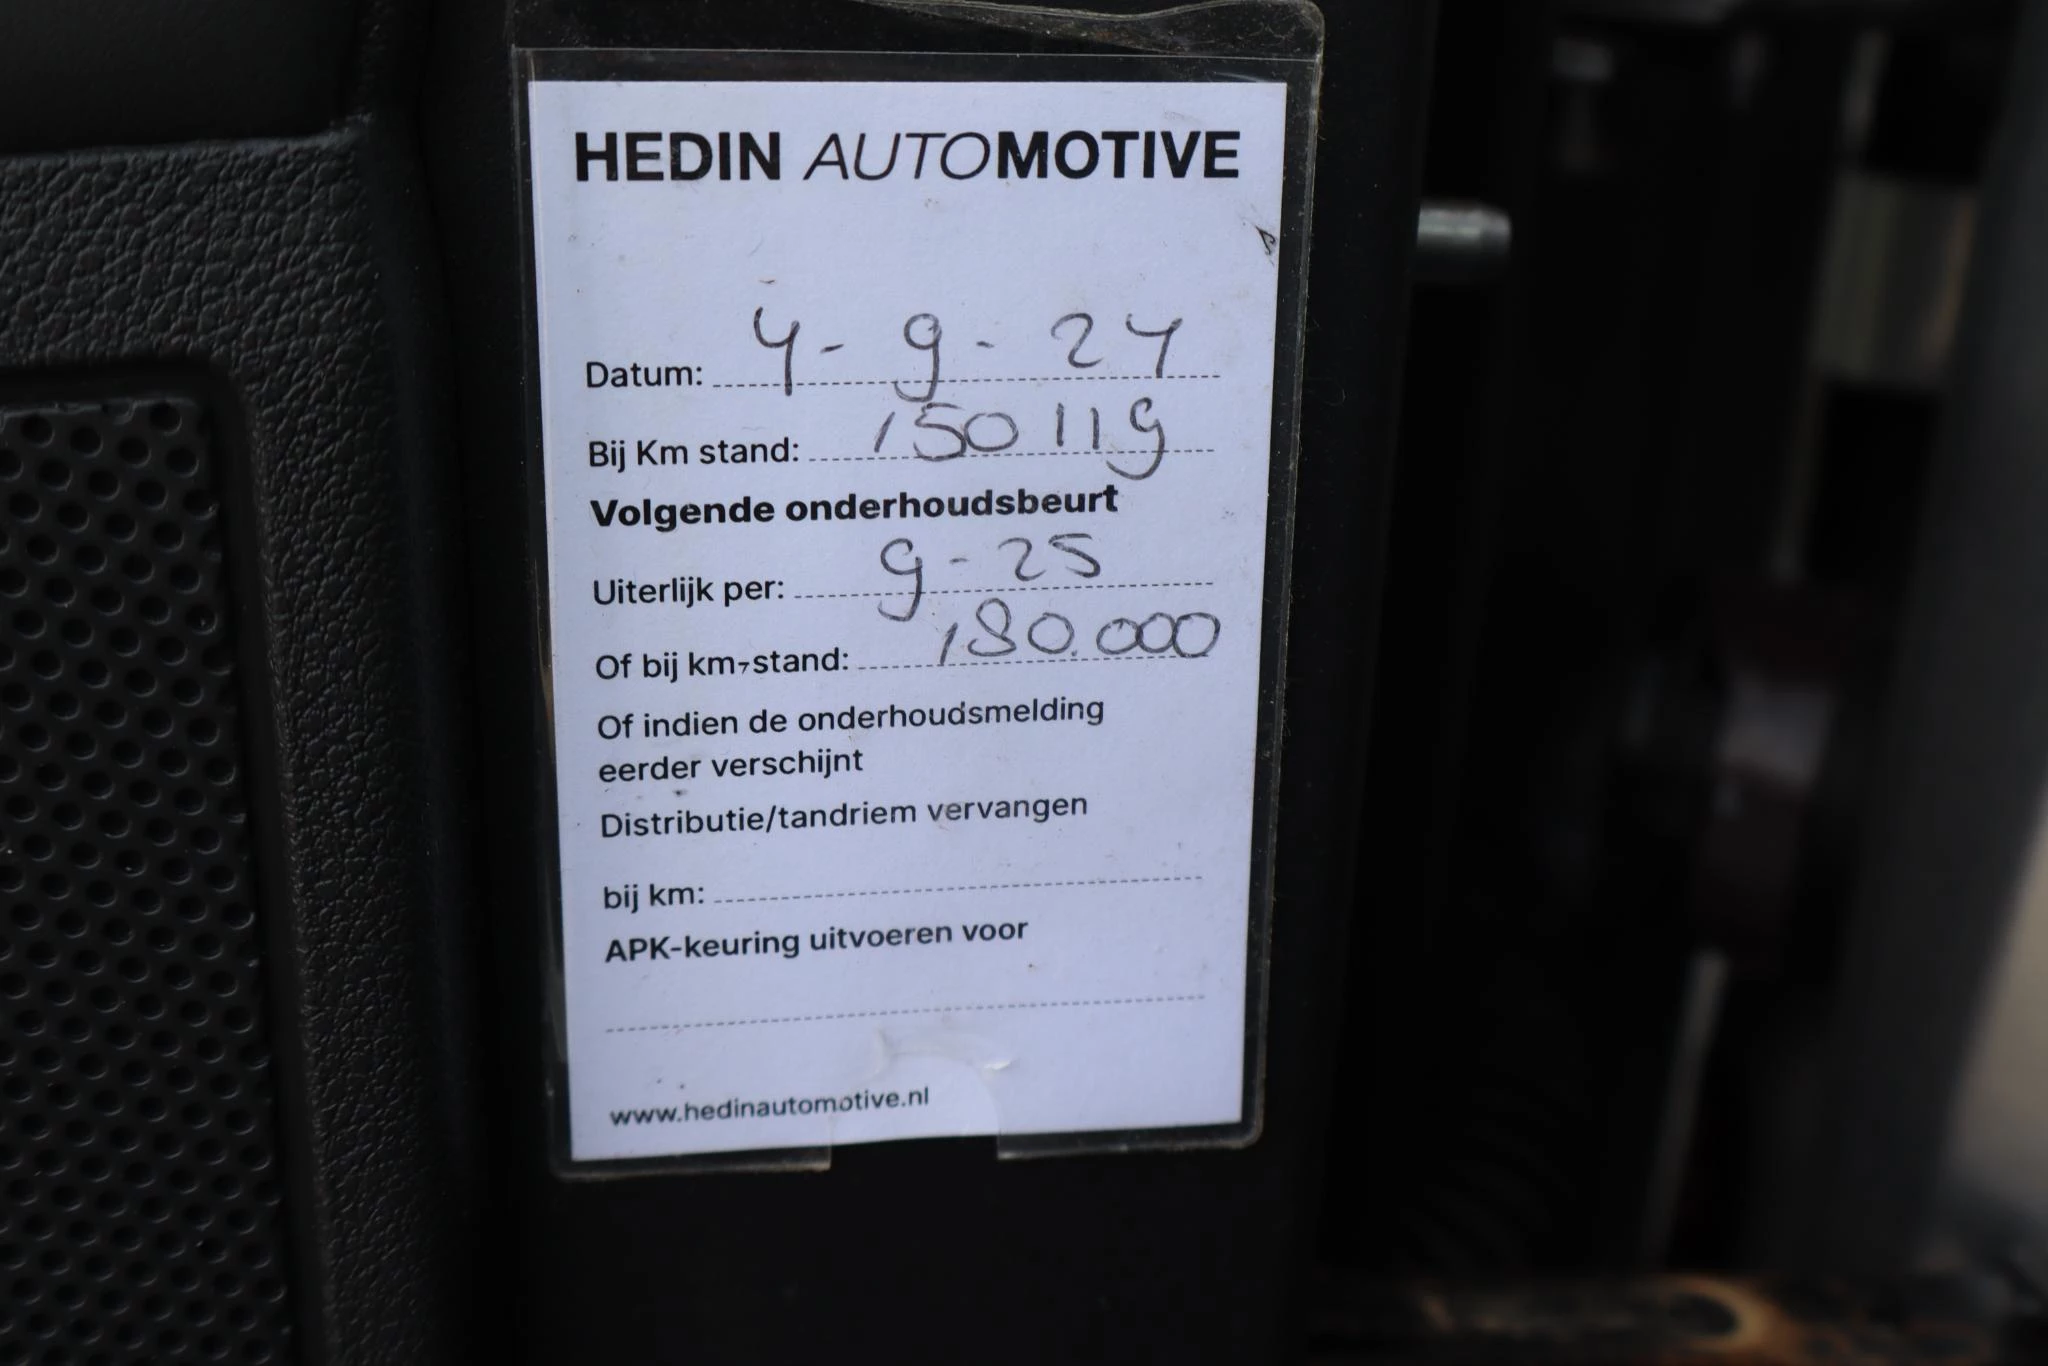 HEDIN AUTOMOTIVE
Datum: 4-9-24
Bij Km stand: 150119
Volgende onderhoudsbeurt
Uiterlijk per: 9-25
Of bij km-stand: 180.000
Of indien de onderhoudsmelding
eerder verschijnt
Distributie/tandriem vervangen
bij km:
APK-keuring uitvoeren voor
www.hedinautomotive.nl